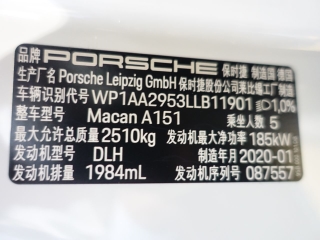 品牌 PORSCHE 保时捷 制造国 德国
生产厂名 Porsche Leipzig GmbH 保时捷股份公司莱比锡工厂制造
车辆识别代号 WP1AA2953LLB11901 D 1,0%
整车型号 Macan A151 乘坐人数 5
最大允许总质量 2510kg 发动机最大净功率 185kW
发动机型号 DLH 制造年月 2020-01
发动机排量 1984mL 发动机序列号 087557